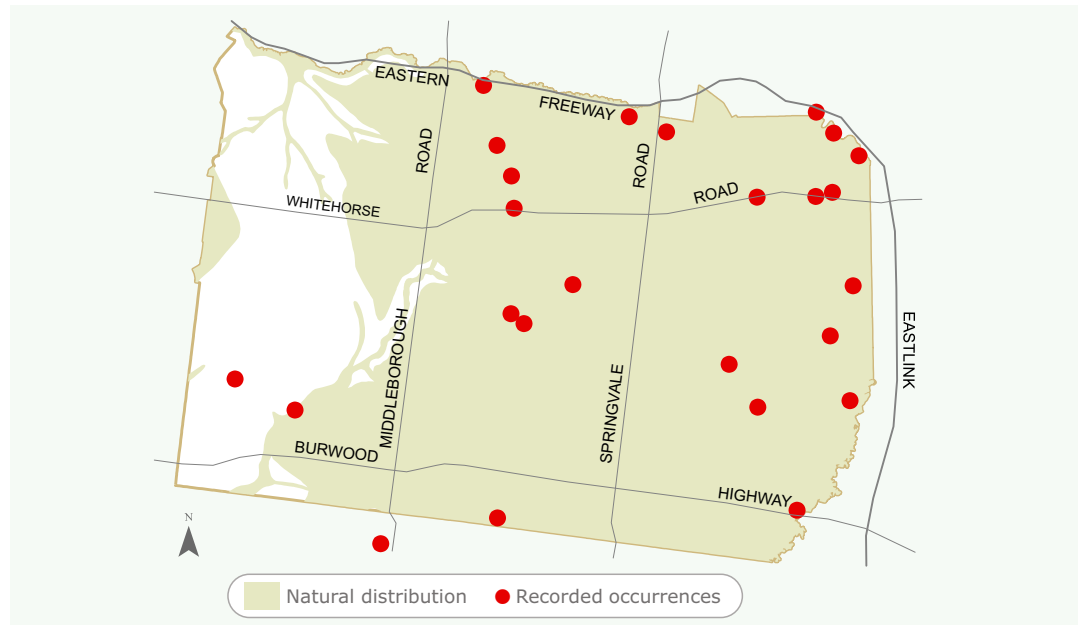 EASTERN
FREEWAY
ROAD
ROAD
ROAD
WHITEHORSE
MIDDLEBOROUGH
SPRINGVALE
EASTLINK
BURWOOD
HIGHWAY
N
Natural distribution
Recorded occurrences